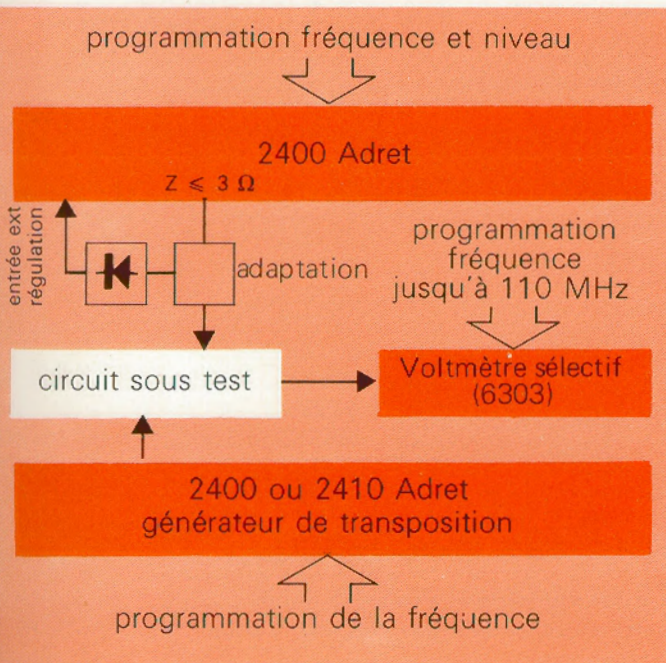 programmation fréquence et niveau
2400 Adret
Z ⩽ 3 Ω
entrée ext
régulation
adaptation
programmation
fréquence
jusqu'à 110 MHz
circuit sous test
Voltmètre sélectif
(6303)
2400 ou 2410 Adret
générateur de transposition
programmation de la fréquence